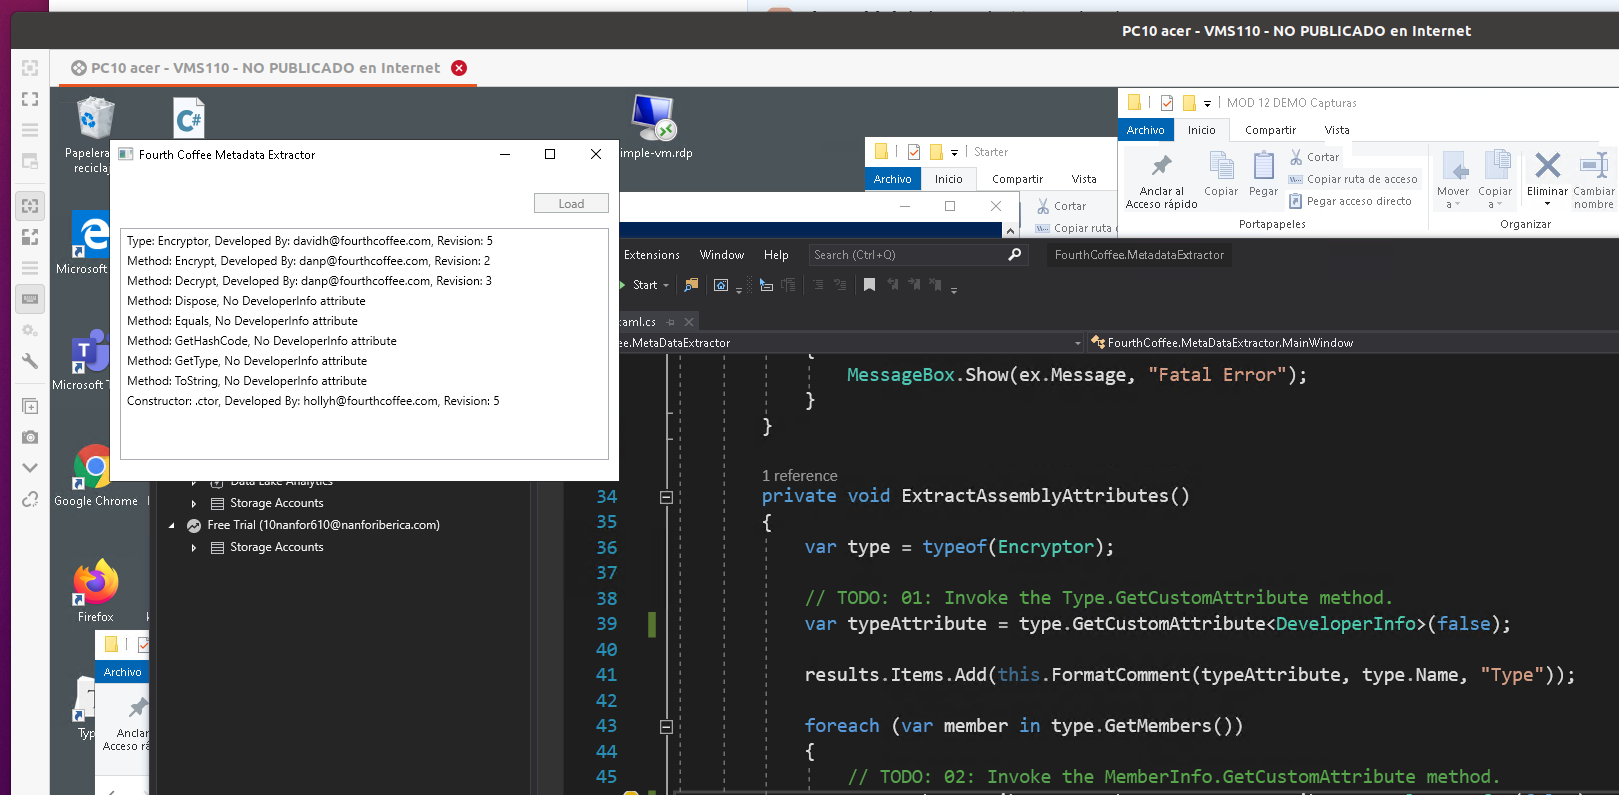 PC10 acer - VMS110 - NO PUBLICADO en Internet
PC10 acer - VMS110 - NO PUBLICADO en Internet
C#
Papelera
recicla
imple-vm.rdp
MOD 12 DEMO Capturas
Archivo Inicio Compartir Vista
Anclar al
Acceso rápido
Copiar
Pegar
Cortar
Copiar ruta de acceso
Pegar acceso directo
Mover
a
Copiar
a
Eliminar
Cambiar
nombre
Portapapeles
Organizar
Starter
Archivo Inicio Compartir Vista
Cortar
Copiar ruta
Fourth Coffee Metadata Extractor
Load
Type: Encryptor, Developed By: davidh@fourthcoffee.com, Revision: 5
Method: Encrypt, Developed By: danp@fourthcoffee.com, Revision: 2
Method: Decrypt, Developed By: danp@fourthcoffee.com, Revision: 3
Method: Dispose, No DeveloperInfo attribute
Method: Equals, No DeveloperInfo attribute
Method: GetHashCode, No DeveloperInfo attribute
Method: GetType, No DeveloperInfo attribute
Method: ToString, No DeveloperInfo attribute
Constructor: .ctor, Developed By: hollyh@fourthcoffee.com, Revision: 5
Microsoft
Microsoft T
Google Chrome
Firefox
Archivo
Anclar
Acceso rá
Typ
Data Lake Analytics
Storage Accounts
Free Trial (10nanfor610@nanforiberica.com)
Storage Accounts
Extensions Window Help Search (Ctrl+Q) FourthCoffee.MetadataExtractor
Start
xaml.cs
ee.MetaDataExtractor
FourthCoffee.MetaDataExtractor.MainWindow
{
MessageBox.Show(ex.Message, "Fatal Error");
}
}
1 reference
34 private void ExtractAssemblyAttributes()
35 {
36 var type = typeof(Encryptor);
37
38 // TODO: 01: Invoke the Type.GetCustomAttribute method.
39 var typeAttribute = type.GetCustomAttribute<DeveloperInfo>(false);
40
41 results.Items.Add(this.FormatComment(typeAttribute, type.Name, "Type"));
42
43 foreach (var member in type.GetMembers())
44 {
45 // TODO: 02: Invoke the MemberInfo.GetCustomAttribute method.